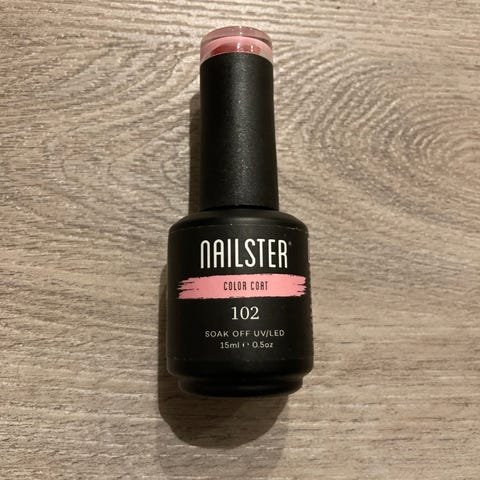 NAILSTER®
COLOR COAT
102
SOAK OFF UV/LED
15ml ℮ 0.5oz